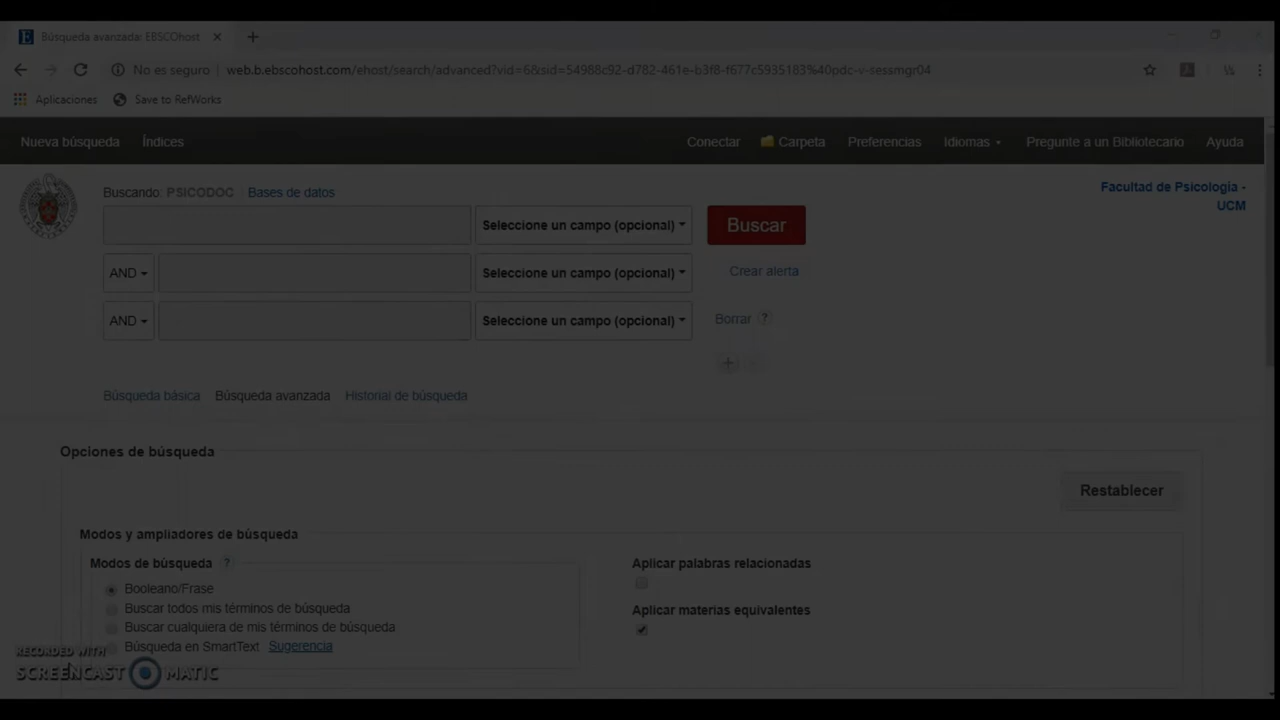 Búsqueda avanzada: EBSCOhost
No es seguro | web.b.ebscohost.com/ehost/search/advanced?vid=6&sid=54988c92-d782-461e-b3f8-f677c5935183%40pdc-v-sessmgr04
Aplicaciones Save to RefWorks
Nueva búsqueda Índices Conectar Carpeta Preferencias Idiomas Pregunte a un Bibliotecario Ayuda
Buscando: PSICODOC Bases de datos
Facultad de Psicología -
UCM
Seleccione un campo (opcional) Buscar
AND Seleccione un campo (opcional) Crear alerta
AND Seleccione un campo (opcional) Borrar ?
Búsqueda básica Búsqueda avanzada Historial de búsqueda
Opciones de búsqueda
Restablecer
Modos y ampliadores de búsqueda
Modos de búsqueda ?
Booleano/Frase
Buscar todos mis términos de búsqueda
Buscar cualquiera de mis términos de búsqueda
Búsqueda en SmartText Sugerencia
Aplicar palabras relacionadas
Aplicar materias equivalentes
RECORDED WITH
SCREENCAST MATIC